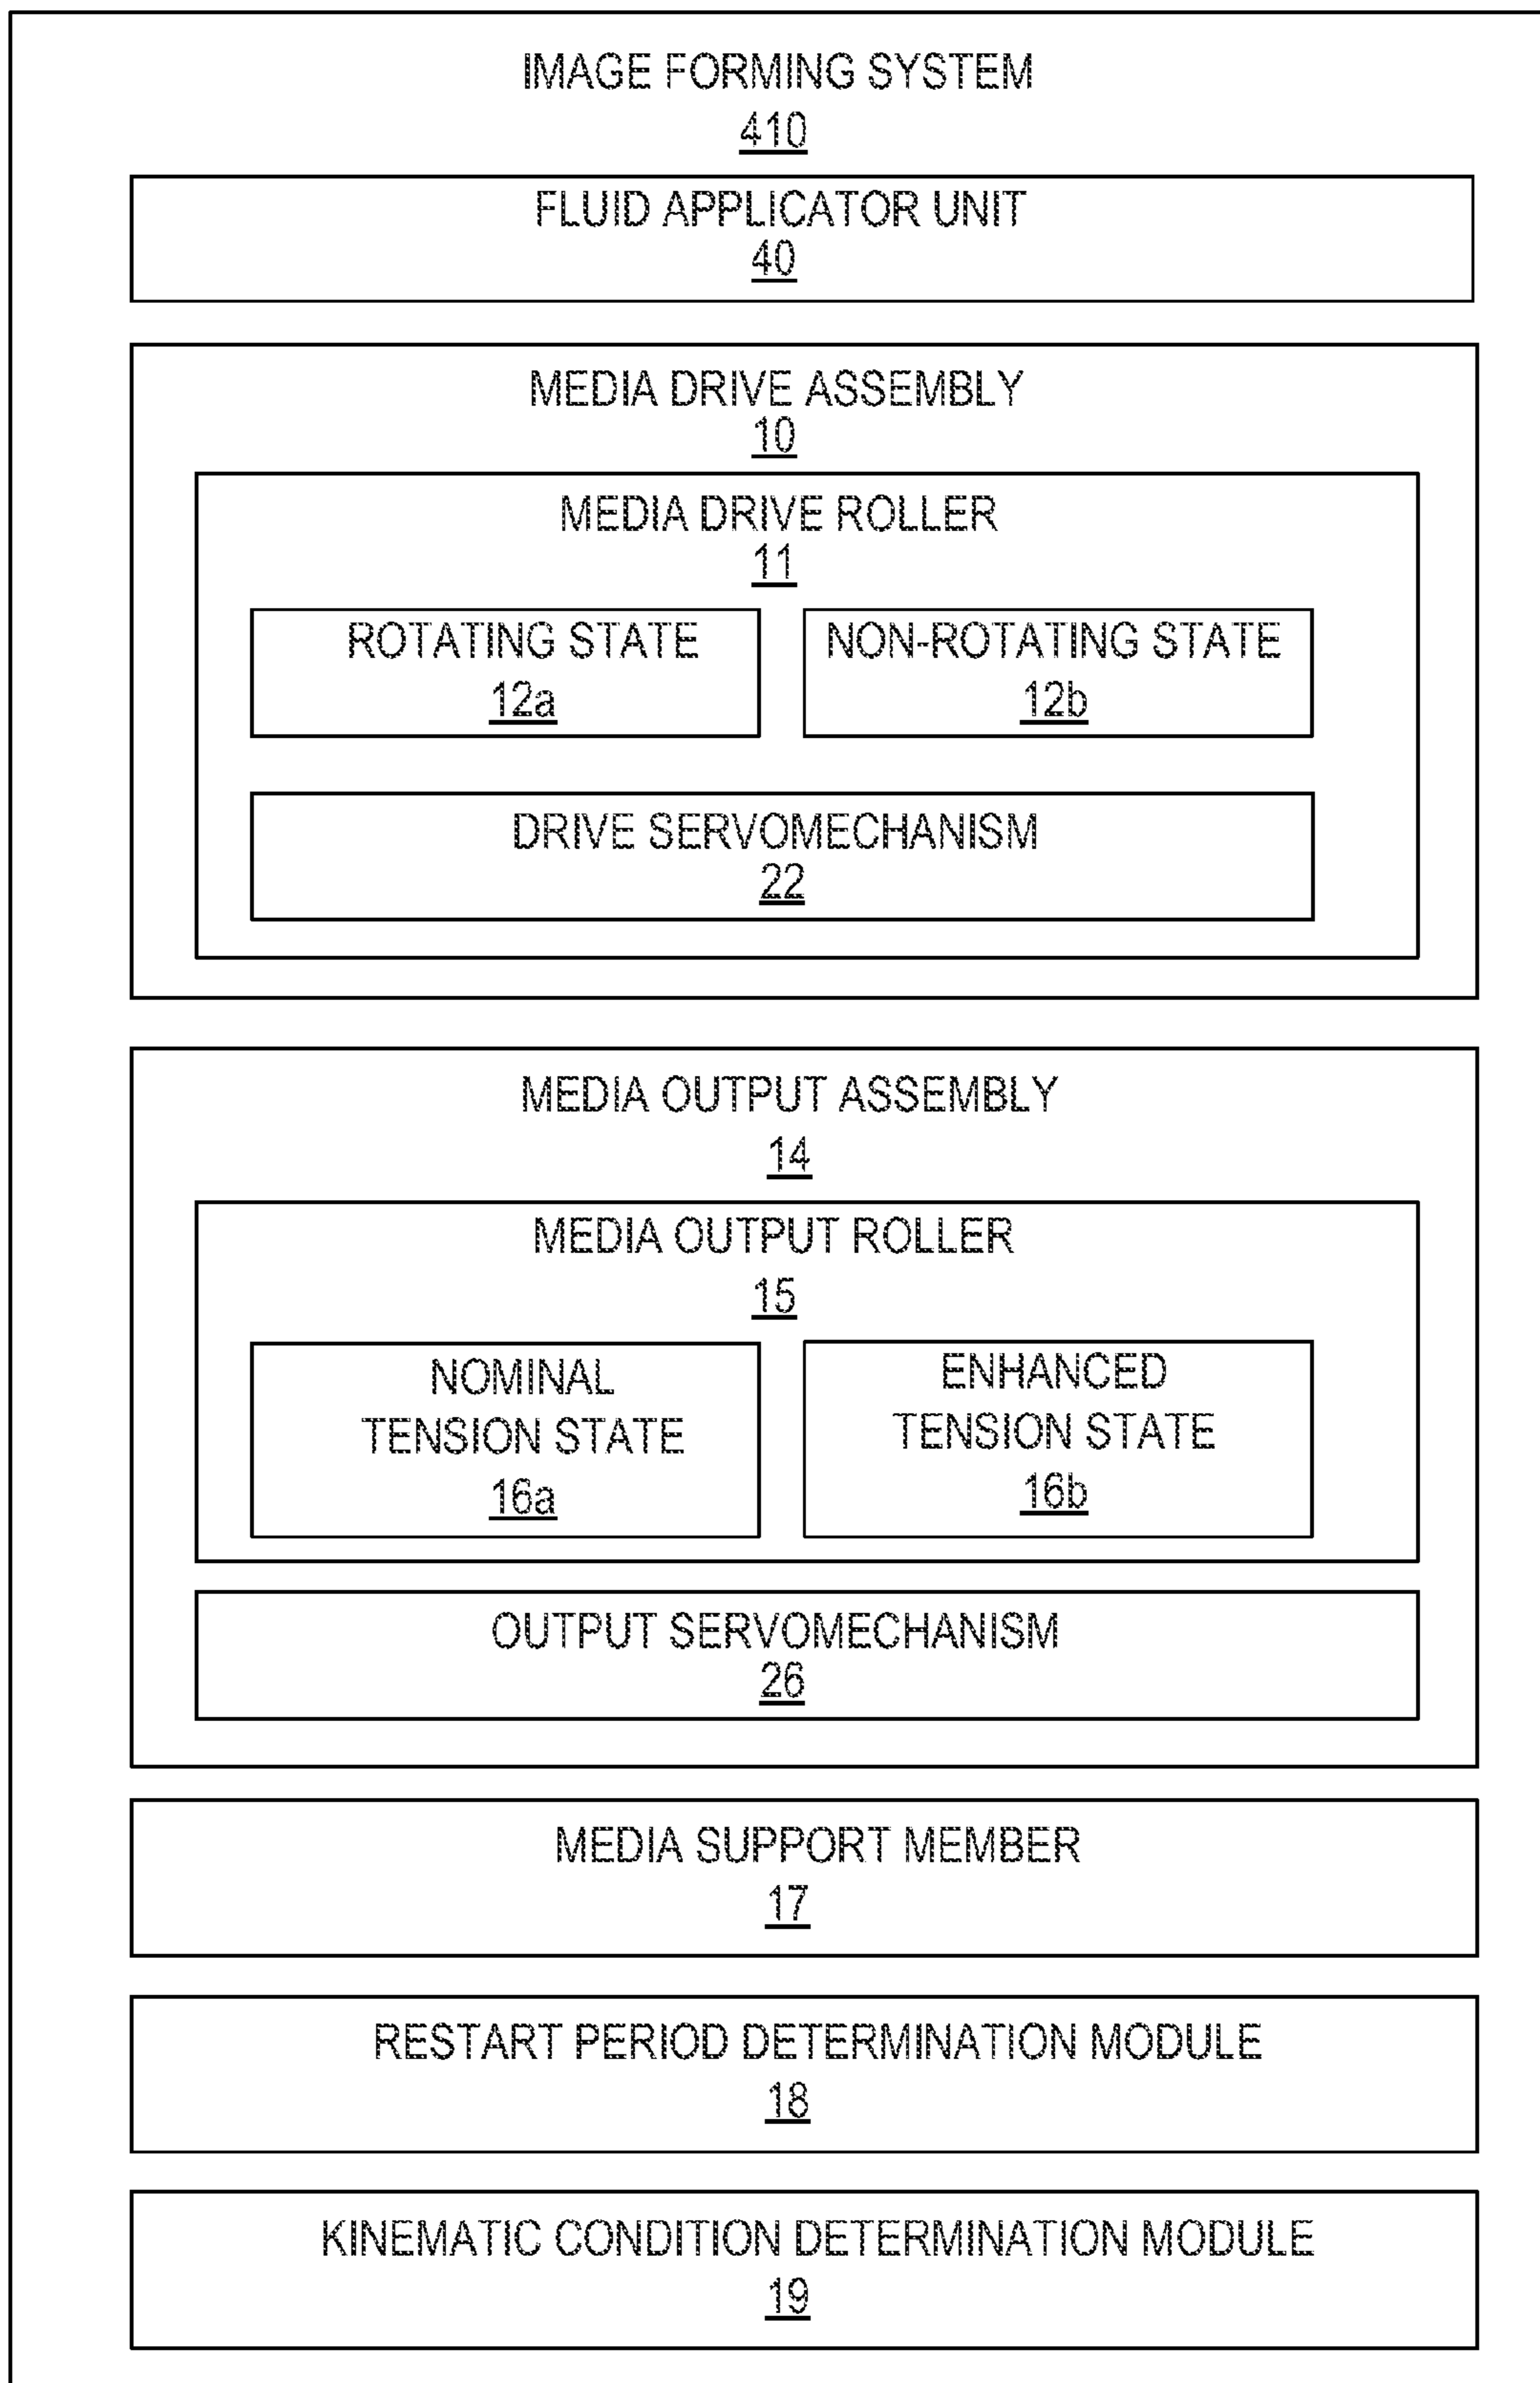 IMAGE FORMING SYSTEM
410
FLUID APPLICATOR UNIT
40
MEDIA DRIVE ASSEMBLY
10
MEDIA DRIVE ROLLER
11
ROTATING STATE
12a
NON-ROTATING STATE
12b
DRIVE SERVOMECHANISM
22
MEDIA OUTPUT ASSEMBLY
14
MEDIA OUTPUT ROLLER
15
NOMINAL
TENSION STATE
16a
ENHANCED
TENSION STATE
16b
OUTPUT SERVOMECHANISM
26
MEDIA SUPPORT MEMBER
17
RESTART PERIOD DETERMINATION MODULE
18
KINEMATIC CONDITION DETERMINATION MODULE
19